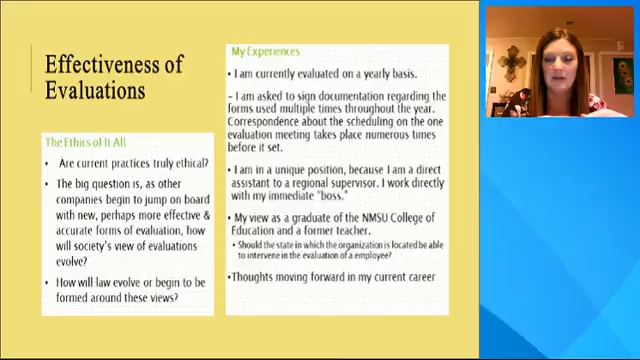 Effectiveness of
Evaluations
The Ethics of It All
• Are current practices truly ethical?
• The big question is, as other
companies begin to jump on board
with new, perhaps more effective &
accurate forms of evaluation, how
will society's view of evaluations
evolve?
• How will law evolve or begin to be
formed around these views?
My Experiences
• I am currently evaluated on a yearly basis.
– I am asked to sign documentation regarding the
forms used multiple times throughout the year.
Correspondence about the scheduling on the one
evaluation meeting takes place numerous times
before it set.
• I am in a unique position, because I am a direct
assistant to a regional supervisor. I work directly
with my immediate "boss."
• My view as a graduate of the NMSU College of
Education and a former teacher.
• Should the state in which the organization is located be able
to intervene in the evaluation of a employee?
• Thoughts moving forward in my current career